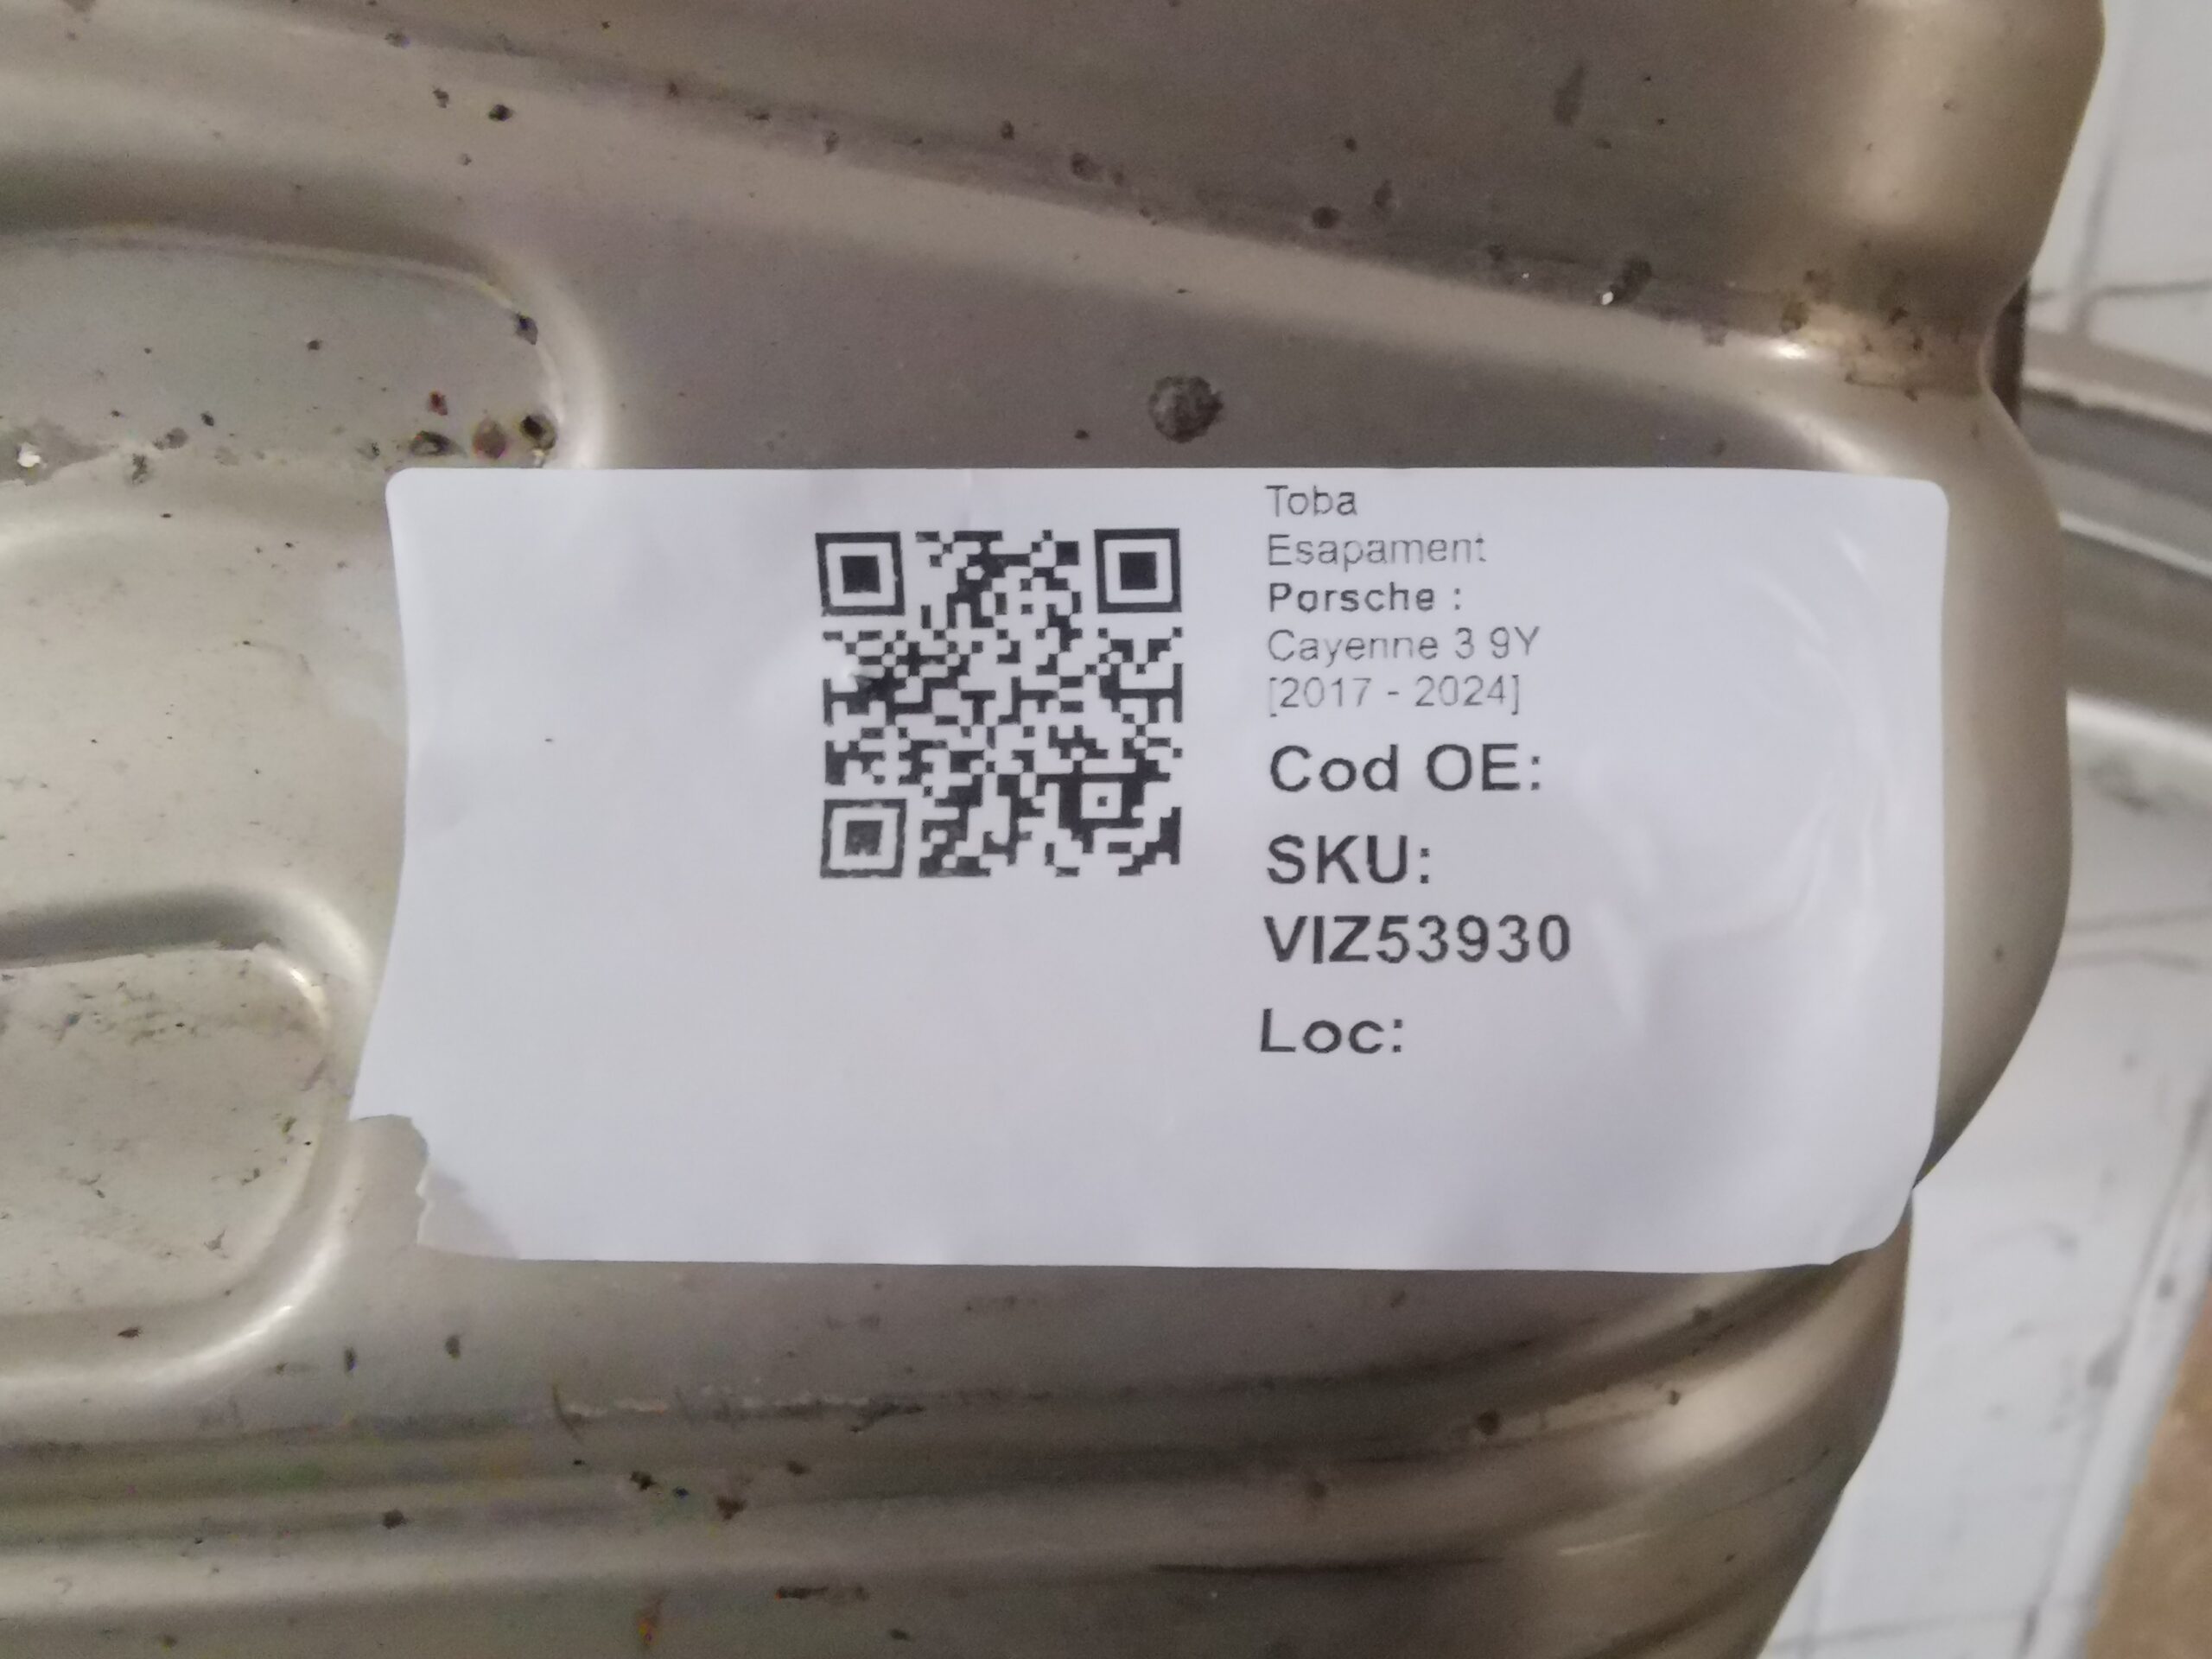 Toba
Esapament
Porsche :
Cayenne 3 9Y
[2017 - 2024]
Cod OE:
SKU:
VIZ53930
Loc: